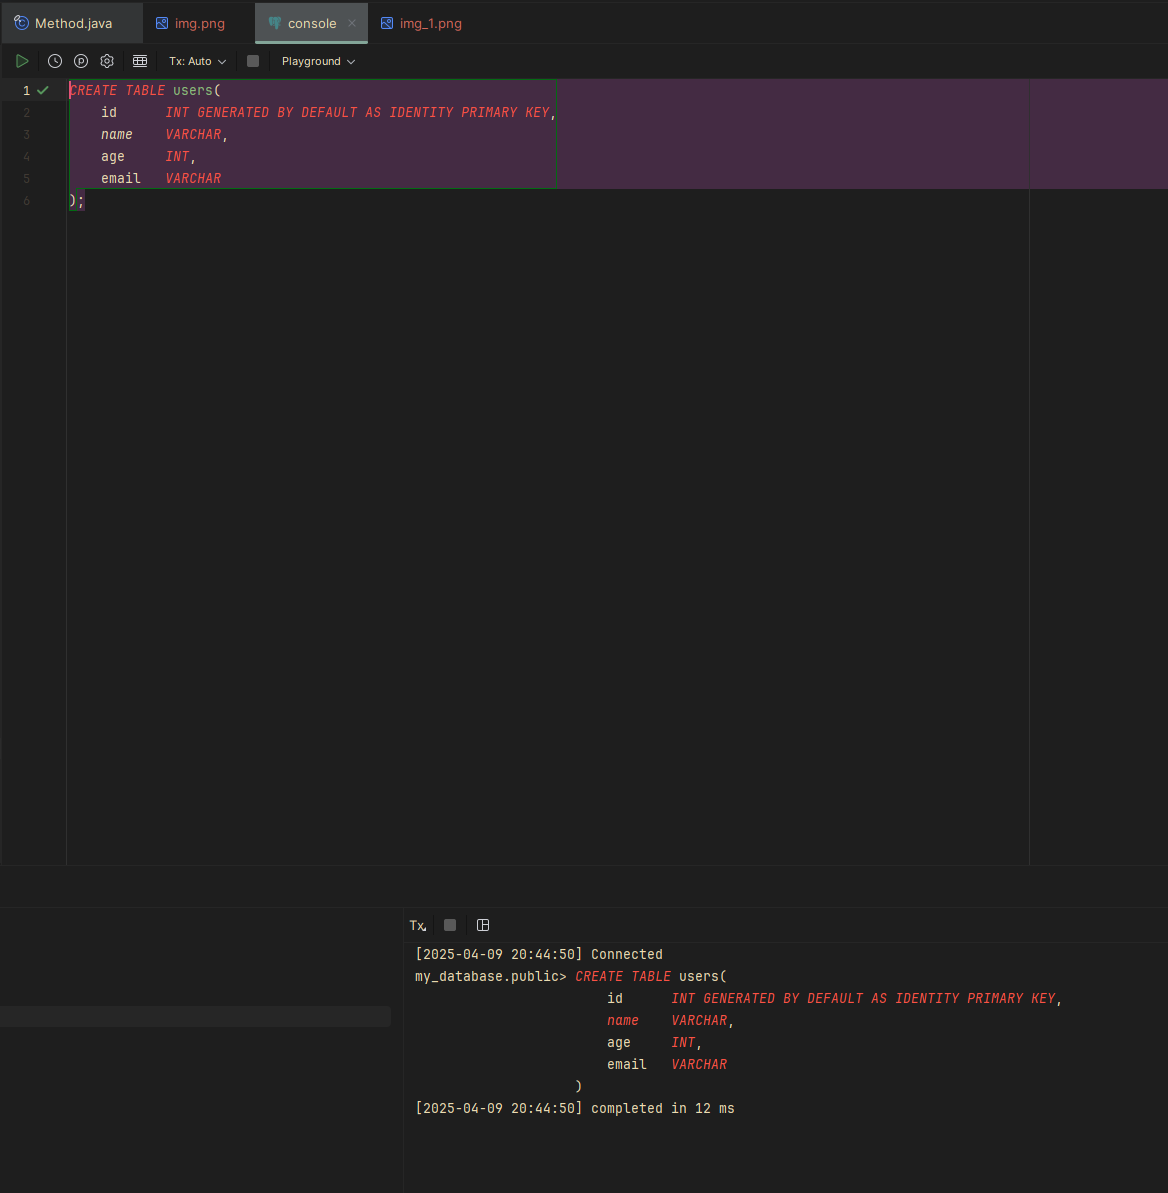 Method.java img.png console img_1.png
Tx: Auto Playground
1 CREATE TABLE users(
2 id INT GENERATED BY DEFAULT AS IDENTITY PRIMARY KEY,
3 name VARCHAR,
4 age INT,
5 email VARCHAR
6 );
Tx
[2025-04-09 20:44:50] Connected
my_database.public> CREATE TABLE users(
id INT GENERATED BY DEFAULT AS IDENTITY PRIMARY KEY,
name VARCHAR,
age INT,
email VARCHAR
)
[2025-04-09 20:44:50] completed in 12 ms